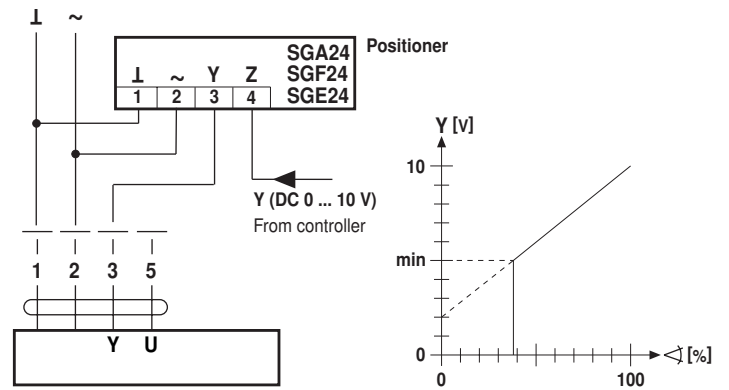 ⊥ ~
Positioner
SGA24
SGF24
SGE24
⊥ ~ Y Z
1 2 3 4
Y (DC 0 ... 10 V)
From controller
1 2 3 5
Y U
Y [V]
10
min
0
0 100
∢ [%]